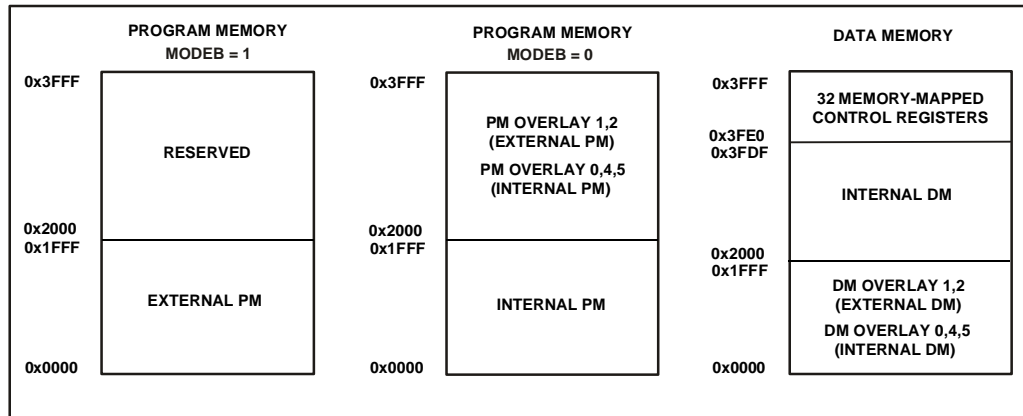 PROGRAM MEMORY
MODEB = 1
0x3FFF
RESERVED
0x2000
0x1FFF
EXTERNAL PM
0x0000
PROGRAM MEMORY
MODEB = 0
0x3FFF
PM OVERLAY 1,2
(EXTERNAL PM)
PM OVERLAY 0,4,5
(INTERNAL PM)
0x2000
0x1FFF
INTERNAL PM
0x0000
DATA MEMORY
0x3FFF
32 MEMORY-MAPPED
CONTROL REGISTERS
0x3FE0
0x3FDF
INTERNAL DM
0x2000
0x1FFF
DM OVERLAY 1,2
(EXTERNAL DM)
DM OVERLAY 0,4,5
(INTERNAL DM)
0x0000